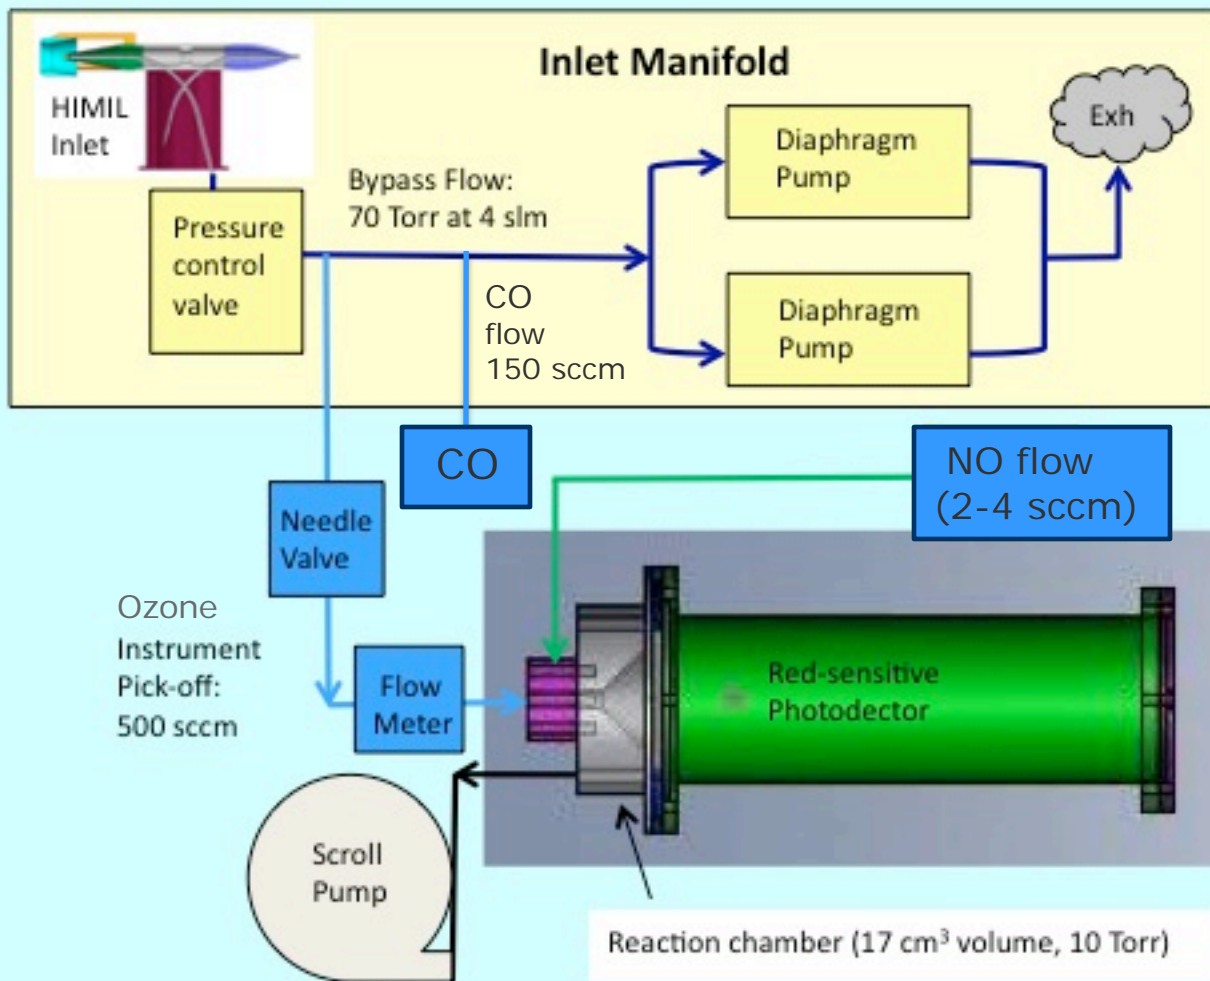 Inlet Manifold
HIMIL
Inlet
Exh
Diaphragm
Pump
Bypass Flow:
70 Torr at 4 slm
Pressure
control
valve
CO
flow
150 sccm
Diaphragm
Pump
CO
NO flow
(2-4 sccm)
Needle
Valve
Ozone
Instrument
Pick-off:
500 sccm
Flow
Meter
Red-sensitive
Photodector
Scroll
Pump
Reaction chamber (17 cm³ volume, 10 Torr)